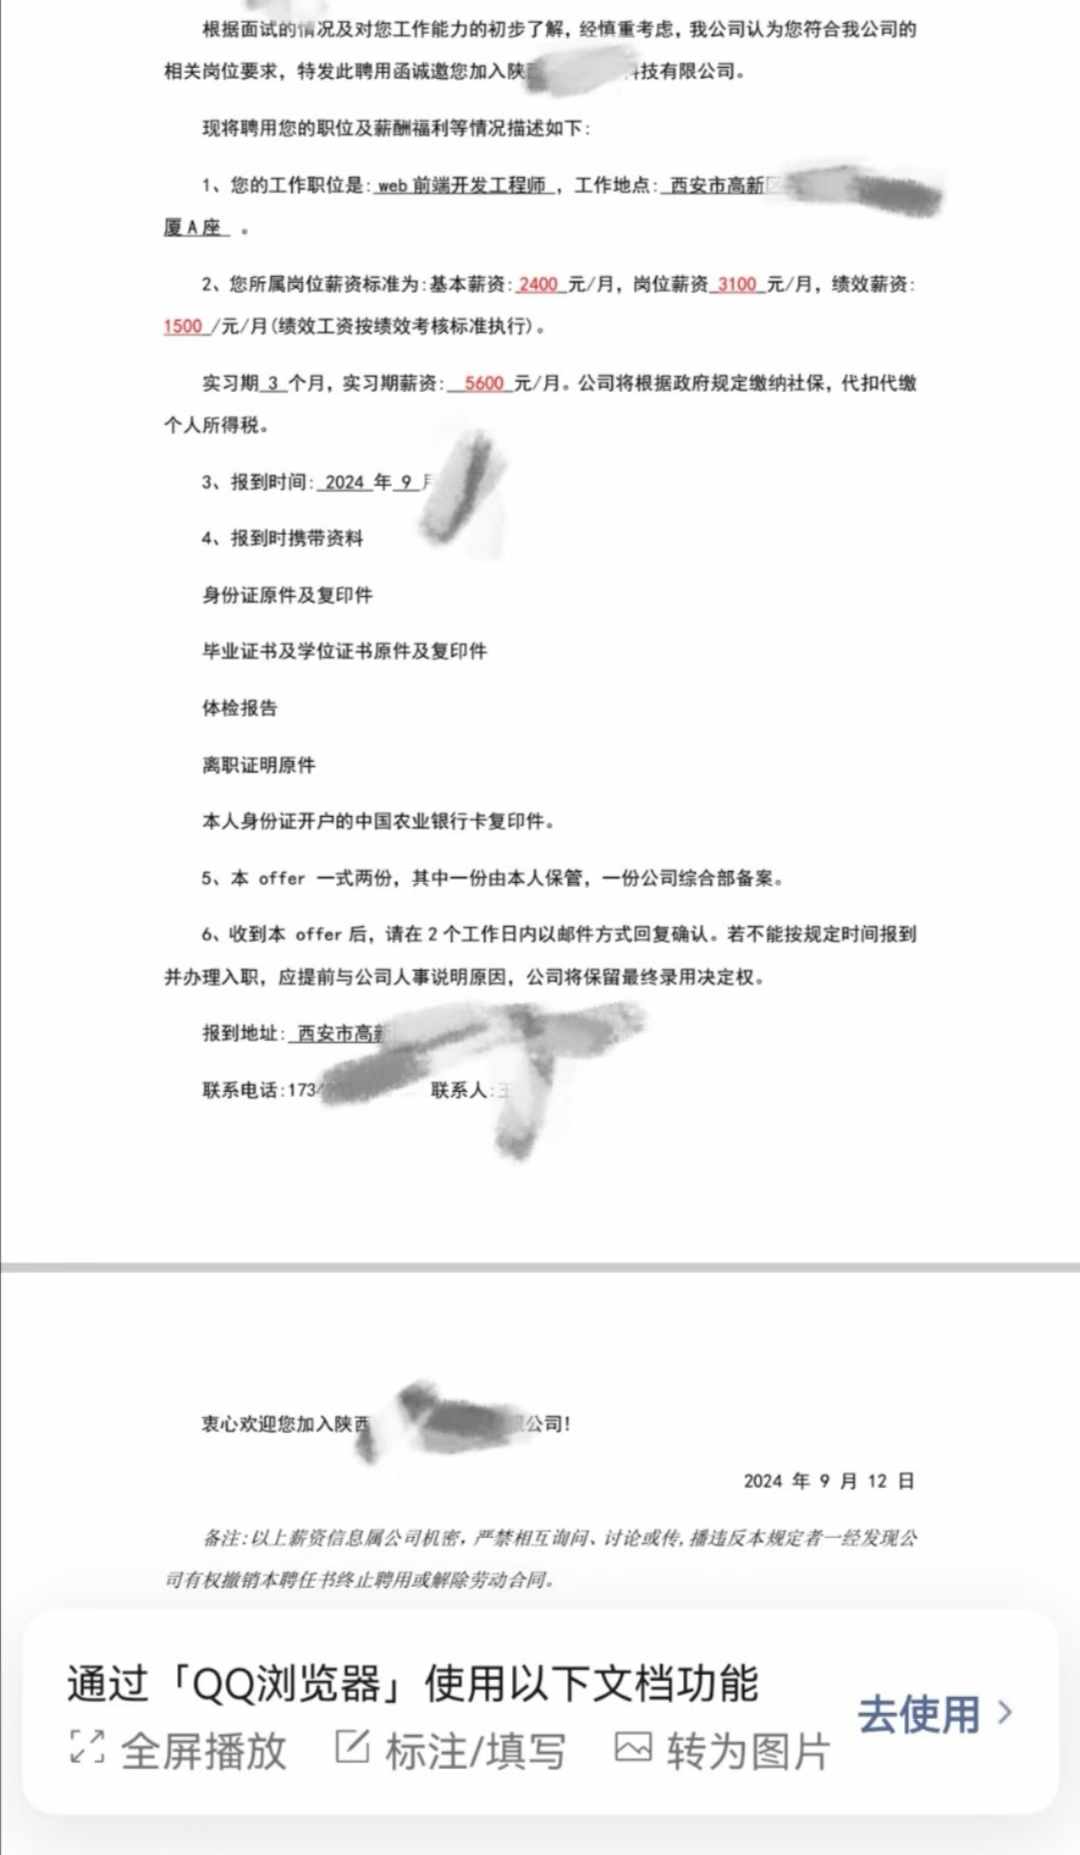 根据面试的情况及对您工作能力的初步了解，经慎重考虑，我公司认为您符合我公司的
相关岗位要求，特发此聘用函诚邀您加入陕 科技有限公司。
现将聘用您的职位及薪酬福利等情况描述如下：
1、您的工作职位是：web 前端开发工程师 ，工作地点：西安市高新区
厦 A 座 。
2、您所属岗位薪资标准为：基本薪资：2400 元/月，岗位薪资 3100 元/月，绩效薪资：
1500 /元/月(绩效工资按绩效考核标准执行)。
实习期 3 个月，实习期薪资： 5600 元/月。公司将根据政府规定缴纳社保，代扣代缴
个人所得税。
3、报到时间：2024 年 9 月
4、报到时携带资料
身份证原件及复印件
毕业证书及学位证书原件及复印件
体检报告
离职证明原件
本人身份证开户的中国农业银行卡复印件。
5、本 offer 一式两份，其中一份由本人保管，一份公司综合部备案。
6、收到本 offer 后，请在 2 个工作日内以邮件方式回复确认。若不能按规定时间报到
并办理入职，应提前与公司人事说明原因，公司将保留最终录用决定权。
报到地址：西安市高新
联系电话:173 联系人:王
衷心欢迎您加入陕西 公司!
2024 年 9 月 12 日
备注:以上薪资信息属公司机密，严禁相互询问、讨论或传,播违反本规定者一经发现公
司有权撤销本聘任书终止聘用或解除劳动合同。
通过「QQ浏览器」使用以下文档功能
去使用
全屏播放 标注/填写 转为图片